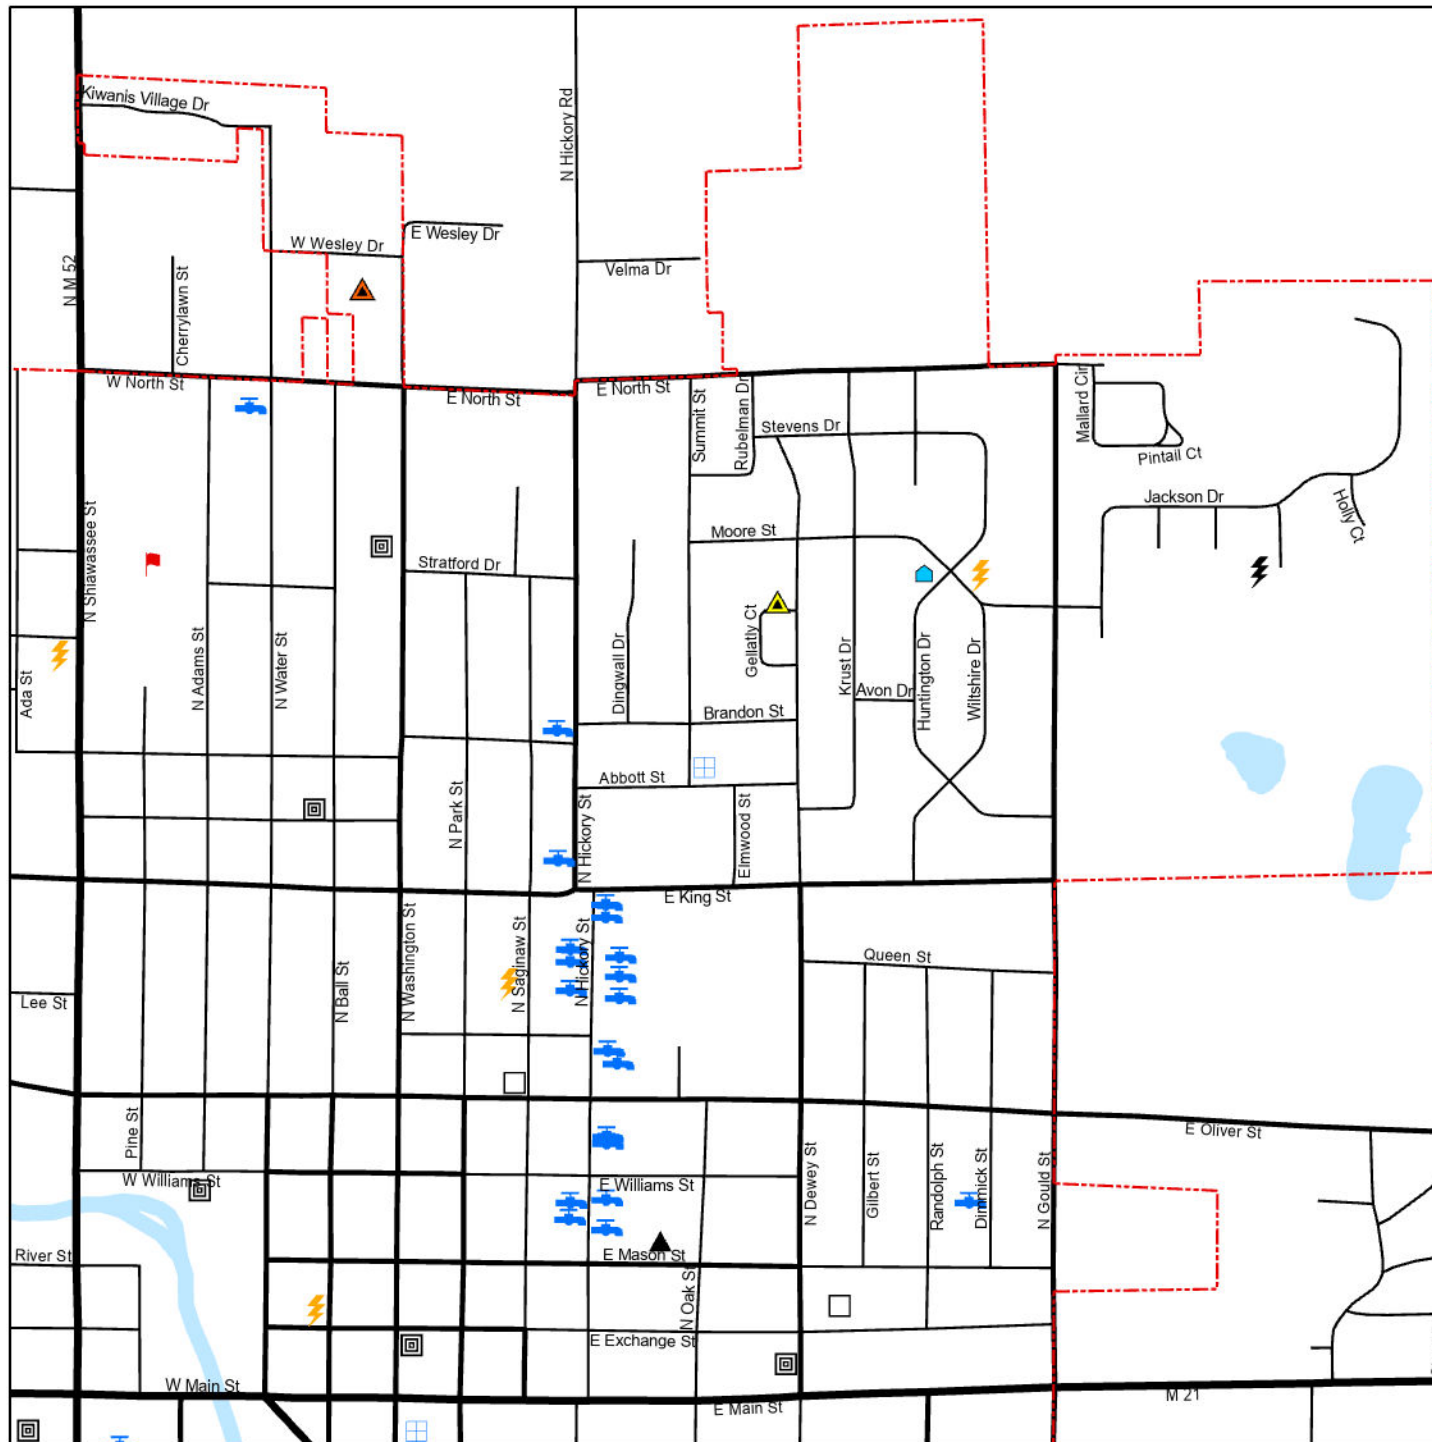 Kiwanis Village Dr
N Hickory Rd
E Wesley Dr
W Wesley Dr
Velma Dr
N M 52
Cherrylawn St
W North St
E North St
E North St
Summit St
Rubelman Dr
Stevens Dr
Mallard Cir
Pintail Ct
Jackson Dr
Holly Ct
Moore St
N Shiawassee St
Stratford Dr
Gellatly Ct
Dingwall Dr
Krust Dr
Huntington Dr
Wiltshire Dr
Avon Dr
Ada St
N Adams St
N Water St
Brandon St
Abbott St
N Park St
N Hickory St
Elmwood St
E King St
N Washington St
N Saginaw St
N Hickory St
Queen St
N Ball St
Lee St
Pine St
E Oliver St
W Williams St
E Williams St
N Dewey St
Gilbert St
Randolph St
Dimmick St
N Gould St
River St
E Mason St
N Oak St
E Exchange St
W Main St
E Main St
M 21